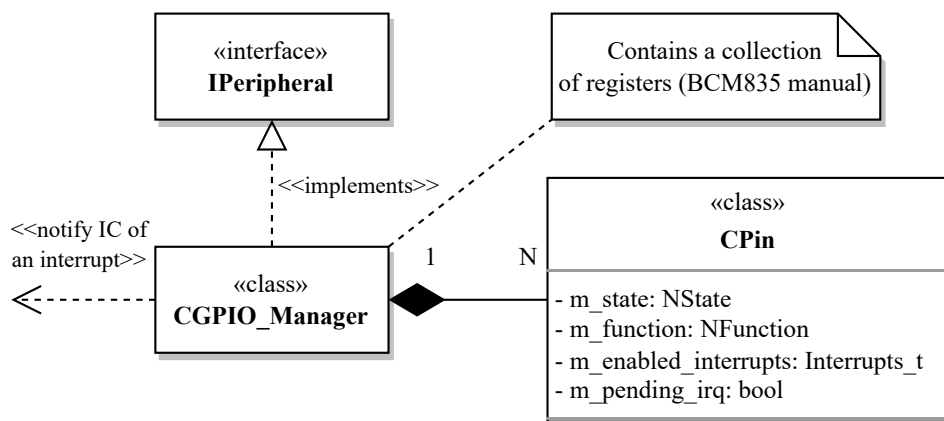 «interface»
IPeripheral
Contains a collection
of registers (BCM835 manual)
<<implements>>
<<notify IC of
an interrupt>>
«class»
CGPIO_Manager
1
N
«class»
CPin
- m_state: NState
- m_function: NFunction
- m_enabled_interrupts: Interrupts_t
- m_pending_irq: bool